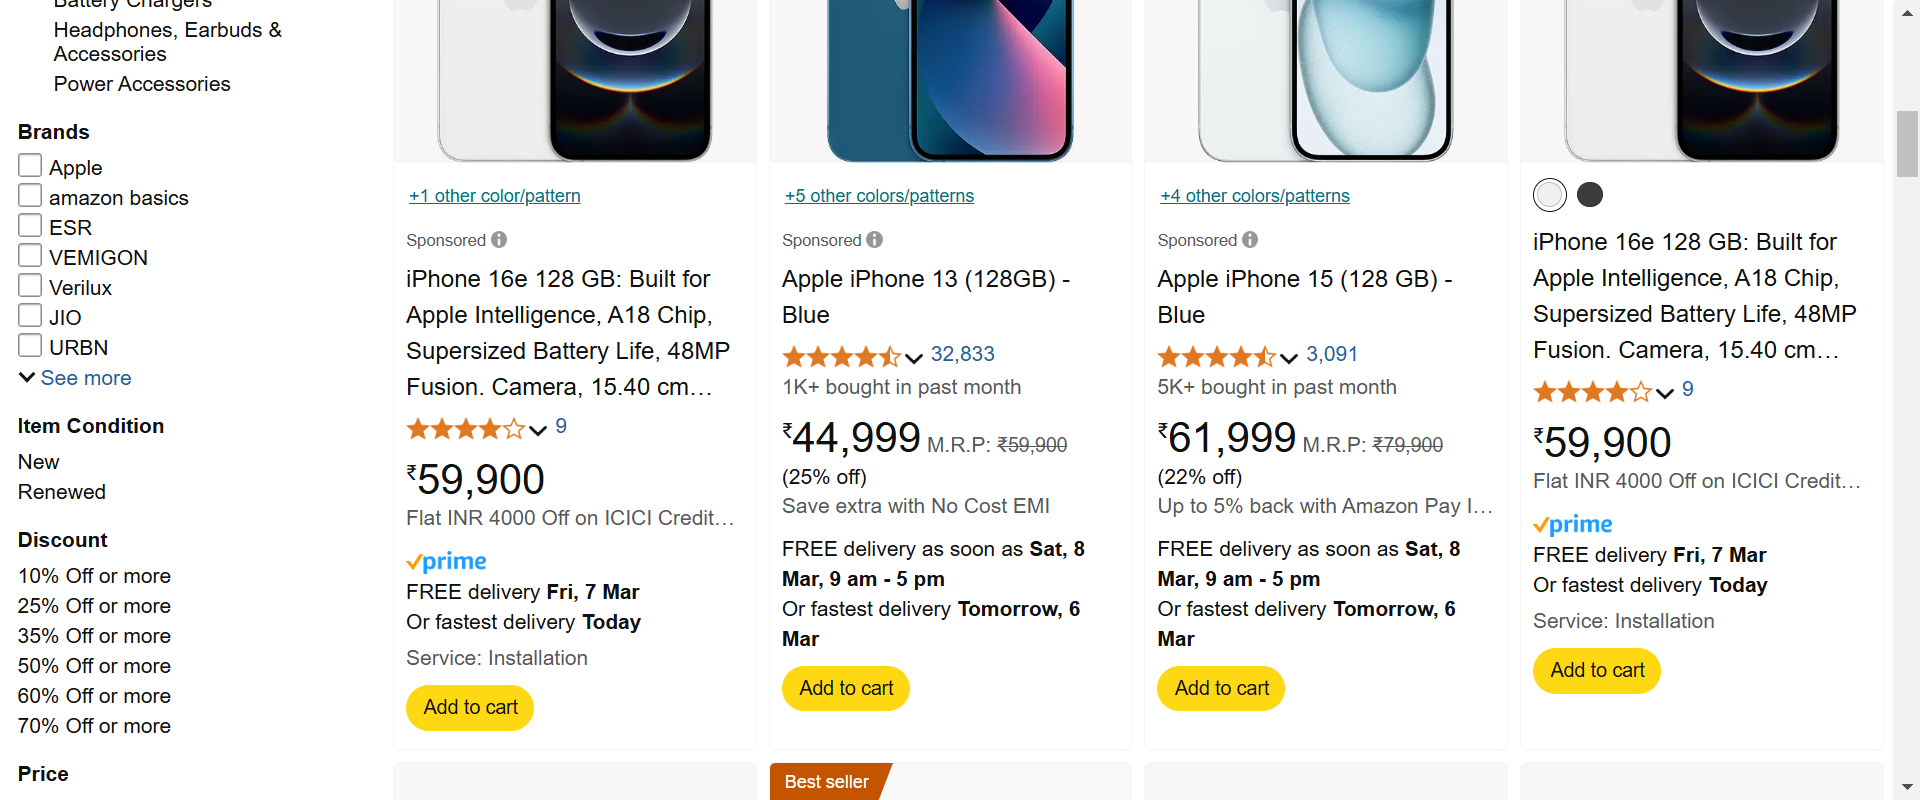 Battery Chargers
Headphones, Earbuds &
Accessories
Power Accessories
Brands
Apple
amazon basics
ESR
VEMIGON
Verilux
JIO
URBN
See more
Item Condition
New
Renewed
Discount
10% Off or more
25% Off or more
35% Off or more
50% Off or more
60% Off or more
70% Off or more
Price
+1 other color/pattern
Sponsored
iPhone 16e 128 GB: Built for
Apple Intelligence, A18 Chip,
Supersized Battery Life, 48MP
Fusion. Camera, 15.40 cm…
9
₹59,900
Flat INR 4000 Off on ICICI Credit…
prime
FREE delivery Fri, 7 Mar
Or fastest delivery Today
Service: Installation
Add to cart
+5 other colors/patterns
Sponsored
Apple iPhone 13 (128GB) -
Blue
32,833
1K+ bought in past month
₹44,999 M.R.P: ₹59,900
(25% off)
Save extra with No Cost EMI
FREE delivery as soon as Sat, 8
Mar, 9 am - 5 pm
Or fastest delivery Tomorrow, 6
Mar
Add to cart
Best seller
+4 other colors/patterns
Sponsored
Apple iPhone 15 (128 GB) -
Blue
3,091
5K+ bought in past month
₹61,999 M.R.P: ₹79,900
(22% off)
Up to 5% back with Amazon Pay I…
FREE delivery as soon as Sat, 8
Mar, 9 am - 5 pm
Or fastest delivery Tomorrow, 6
Mar
Add to cart
iPhone 16e 128 GB: Built for
Apple Intelligence, A18 Chip,
Supersized Battery Life, 48MP
Fusion. Camera, 15.40 cm…
9
₹59,900
Flat INR 4000 Off on ICICI Credit…
prime
FREE delivery Fri, 7 Mar
Or fastest delivery Today
Service: Installation
Add to cart